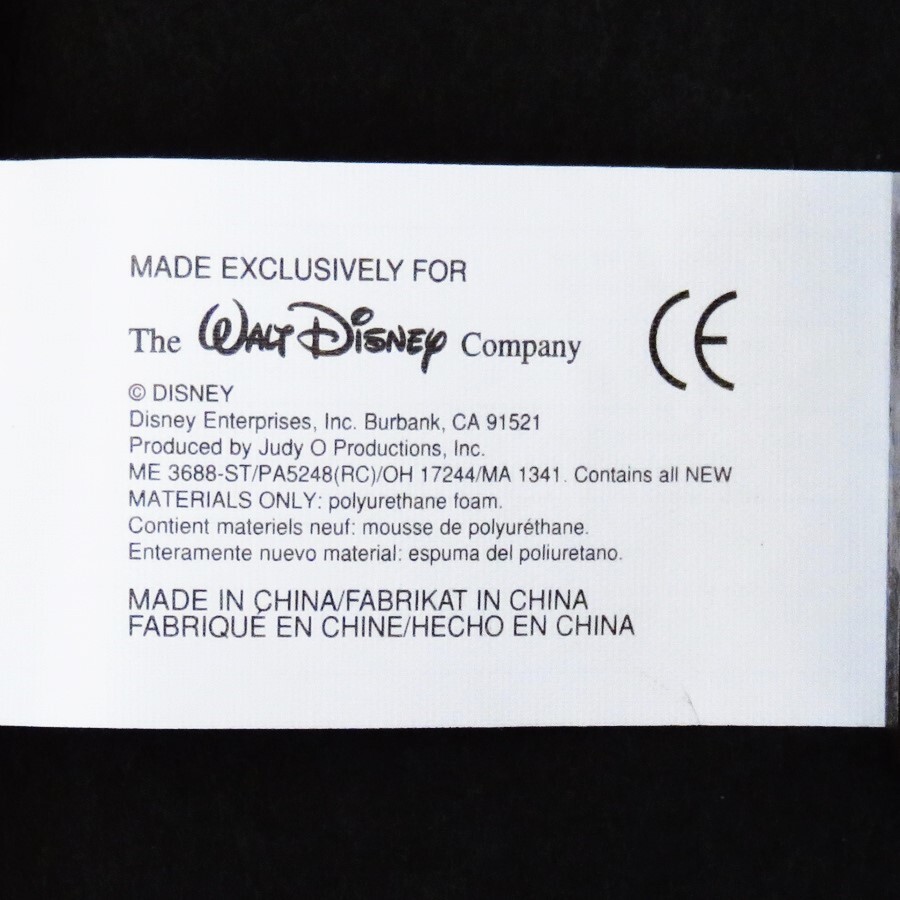 MADE EXCLUSIVELY FOR
The WALT DISNEY Company
CE
© DISNEY
Disney Enterprises, Inc. Burbank, CA 91521
Produced by Judy O Productions, Inc.
ME 3688-ST/PA5248(RC)/OH 17244/MA 1341. Contains all NEW
MATERIALS ONLY: polyurethane foam.
Contient materiels neuf: mousse de polyuréthane.
Enteramente nuevo material: espuma del poliuretano.
MADE IN CHINA/FABRIKAT IN CHINA
FABRIQUÉ EN CHINE/HECHO EN CHINA